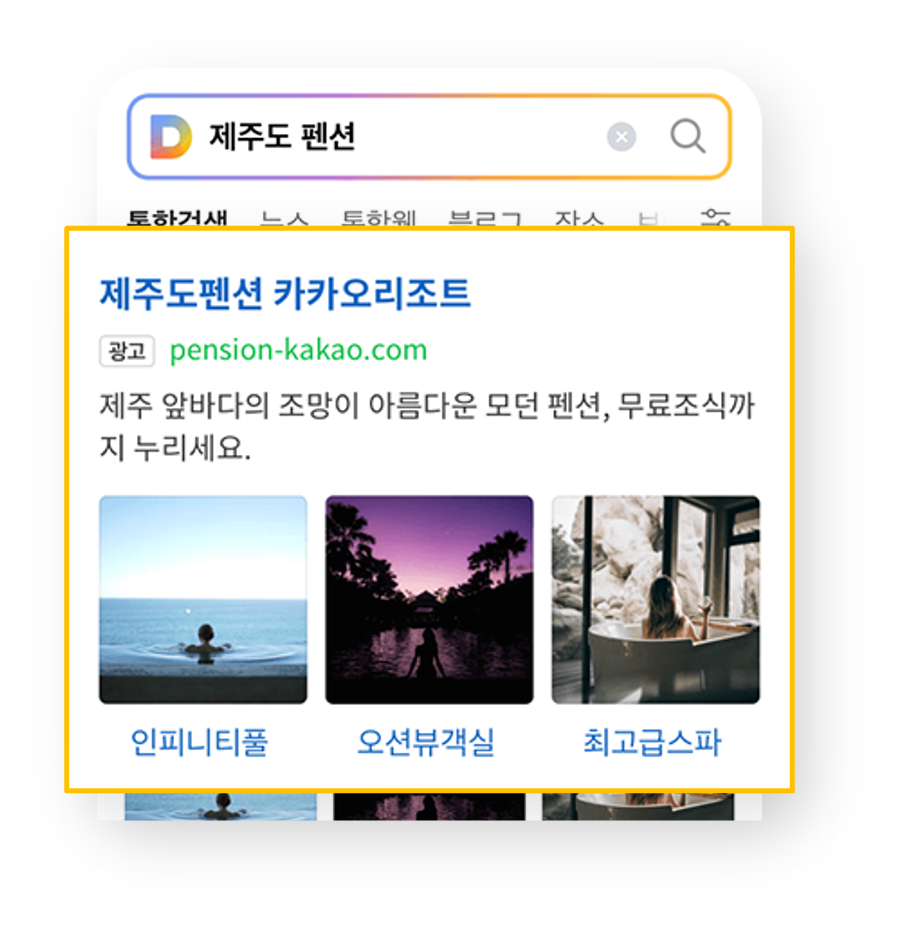 D 제주도 펜션
통합검색 뉴스 통합웹 블로그 장소
제주도펜션 카카오리조트
광고 pension-kakao.com
제주 앞바다의 조망이 아름다운 모던 펜션, 무료조식까
지 누리세요.
인피니티풀 오션뷰객실 최고급스파